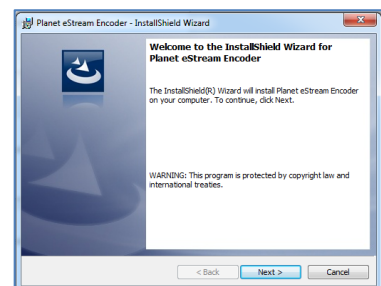 Planet eStream Encoder - InstallShield Wizard
Welcome to the InstallShield Wizard for
Planet eStream Encoder
The InstallShield(R) Wizard will install Planet eStream Encoder
on your computer. To continue, click Next.
WARNING: This program is protected by copyright law and
international treaties.
< Back
Next >
Cancel